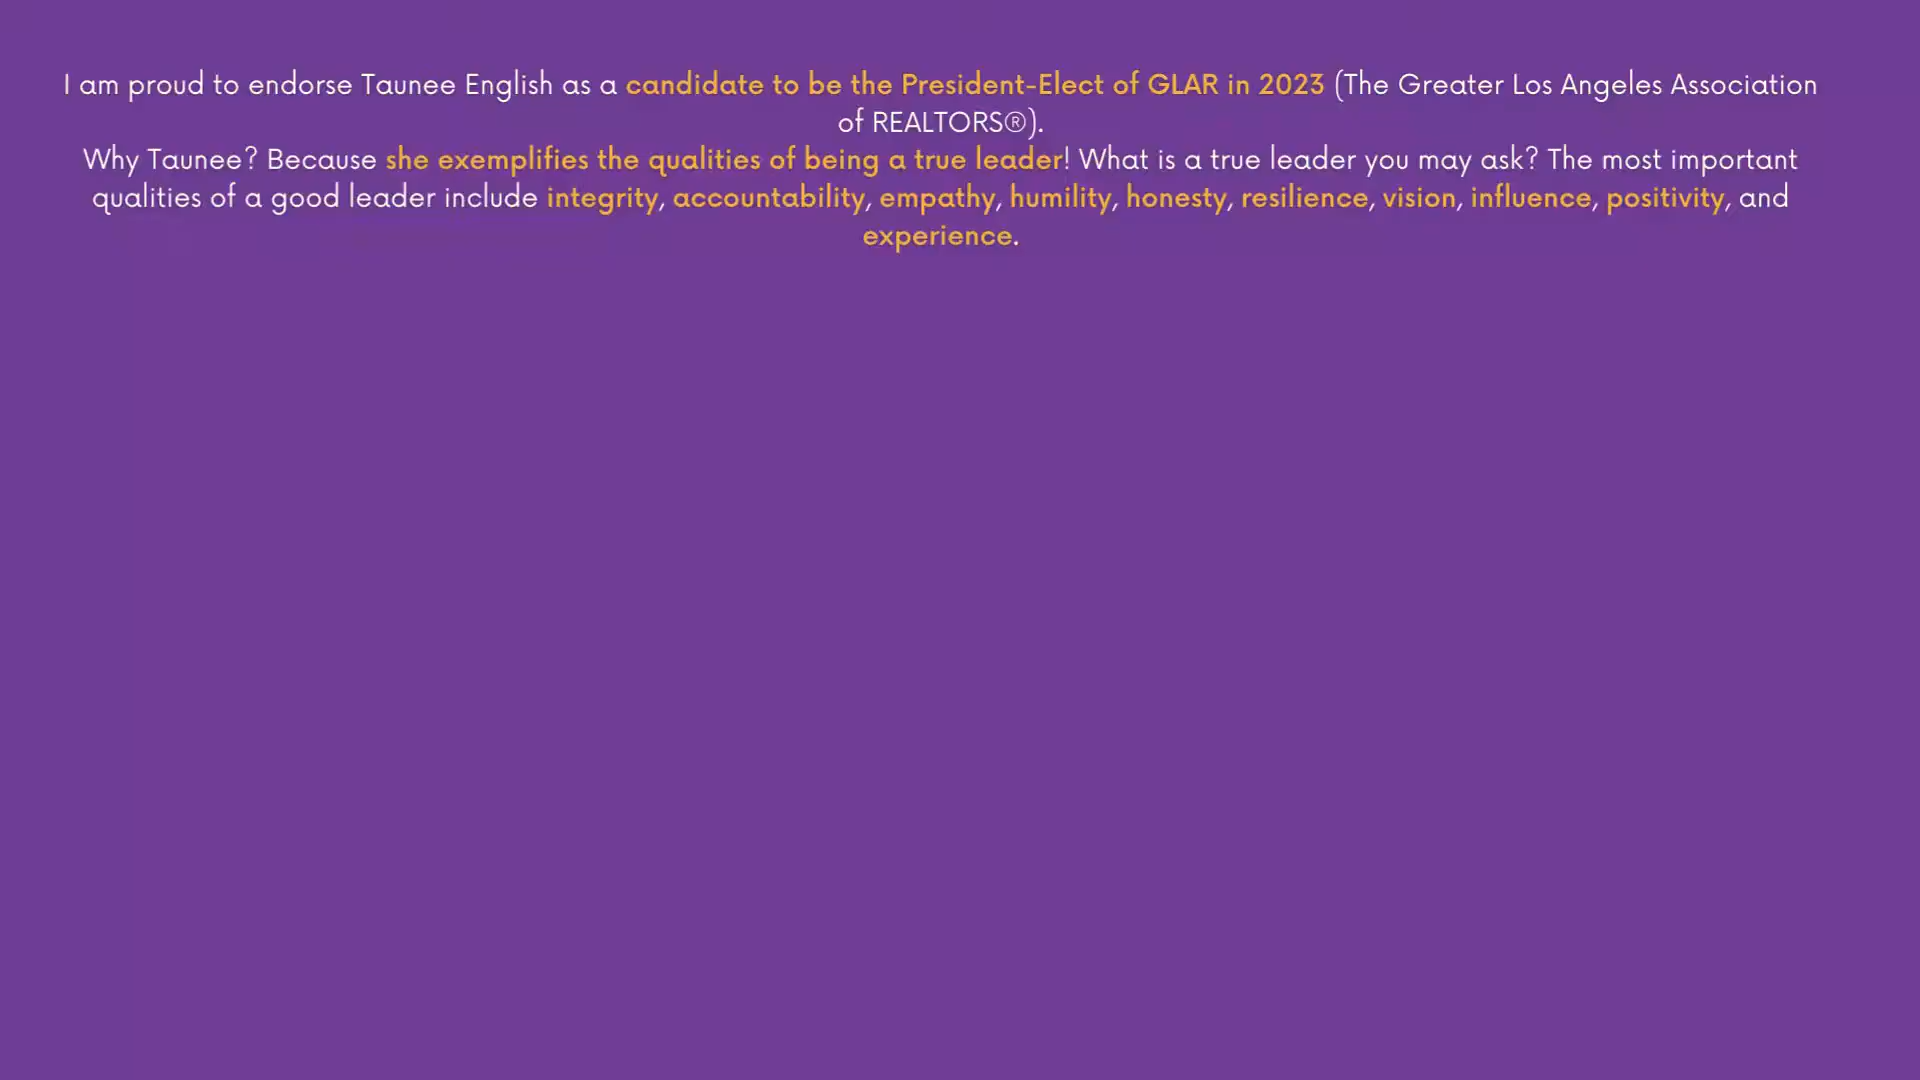 I am proud to endorse Taunee English as a candidate to be the President-Elect of GLAR in 2023 (The Greater Los Angeles Association
of REALTORS®).
Why Taunee? Because she exemplifies the qualities of being a true leader! What is a true leader you may ask? The most important
qualities of a good leader include integrity, accountability, empathy, humility, honesty, resilience, vision, influence, positivity, and
experience.